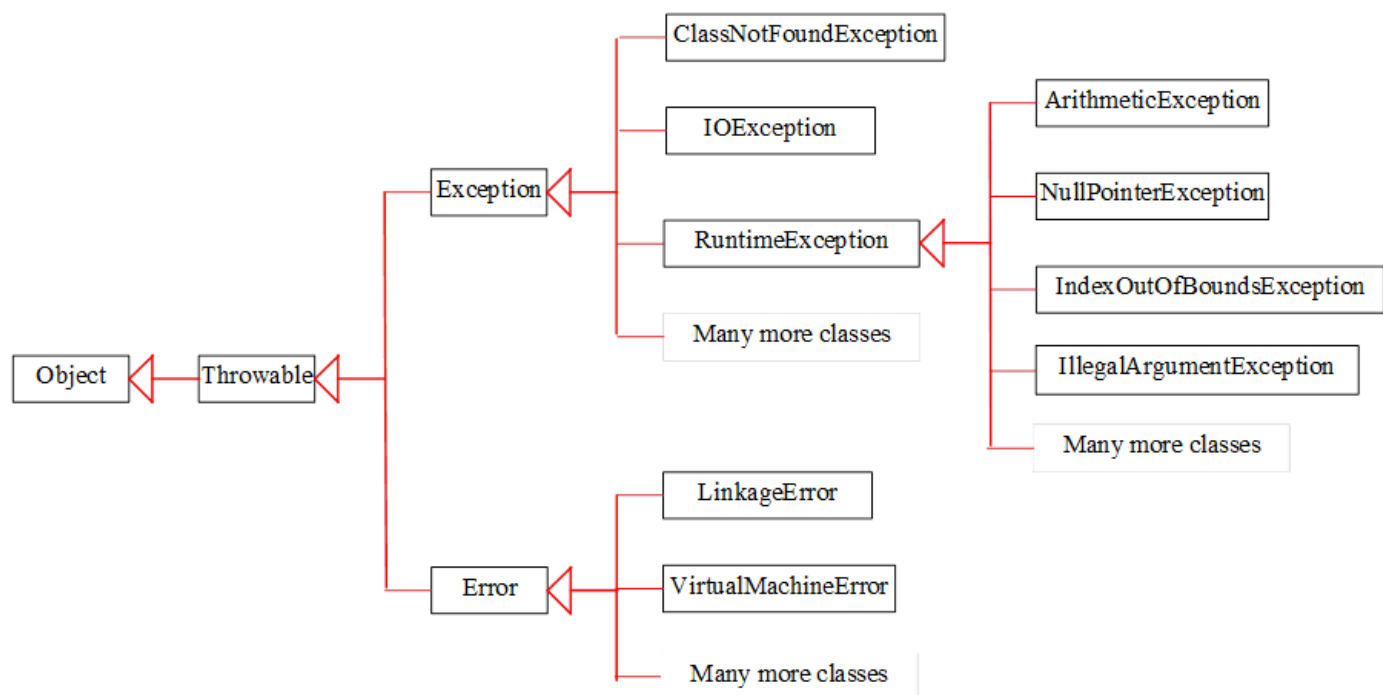 ClassNotFoundException
ArithmeticException
IOException
Exception
NullPointerException
RuntimeException
IndexOutOfBoundsException
Many more classes
Object
Throwable
IllegalArgumentException
Many more classes
LinkageError
Error
VirtualMachineError
Many more classes